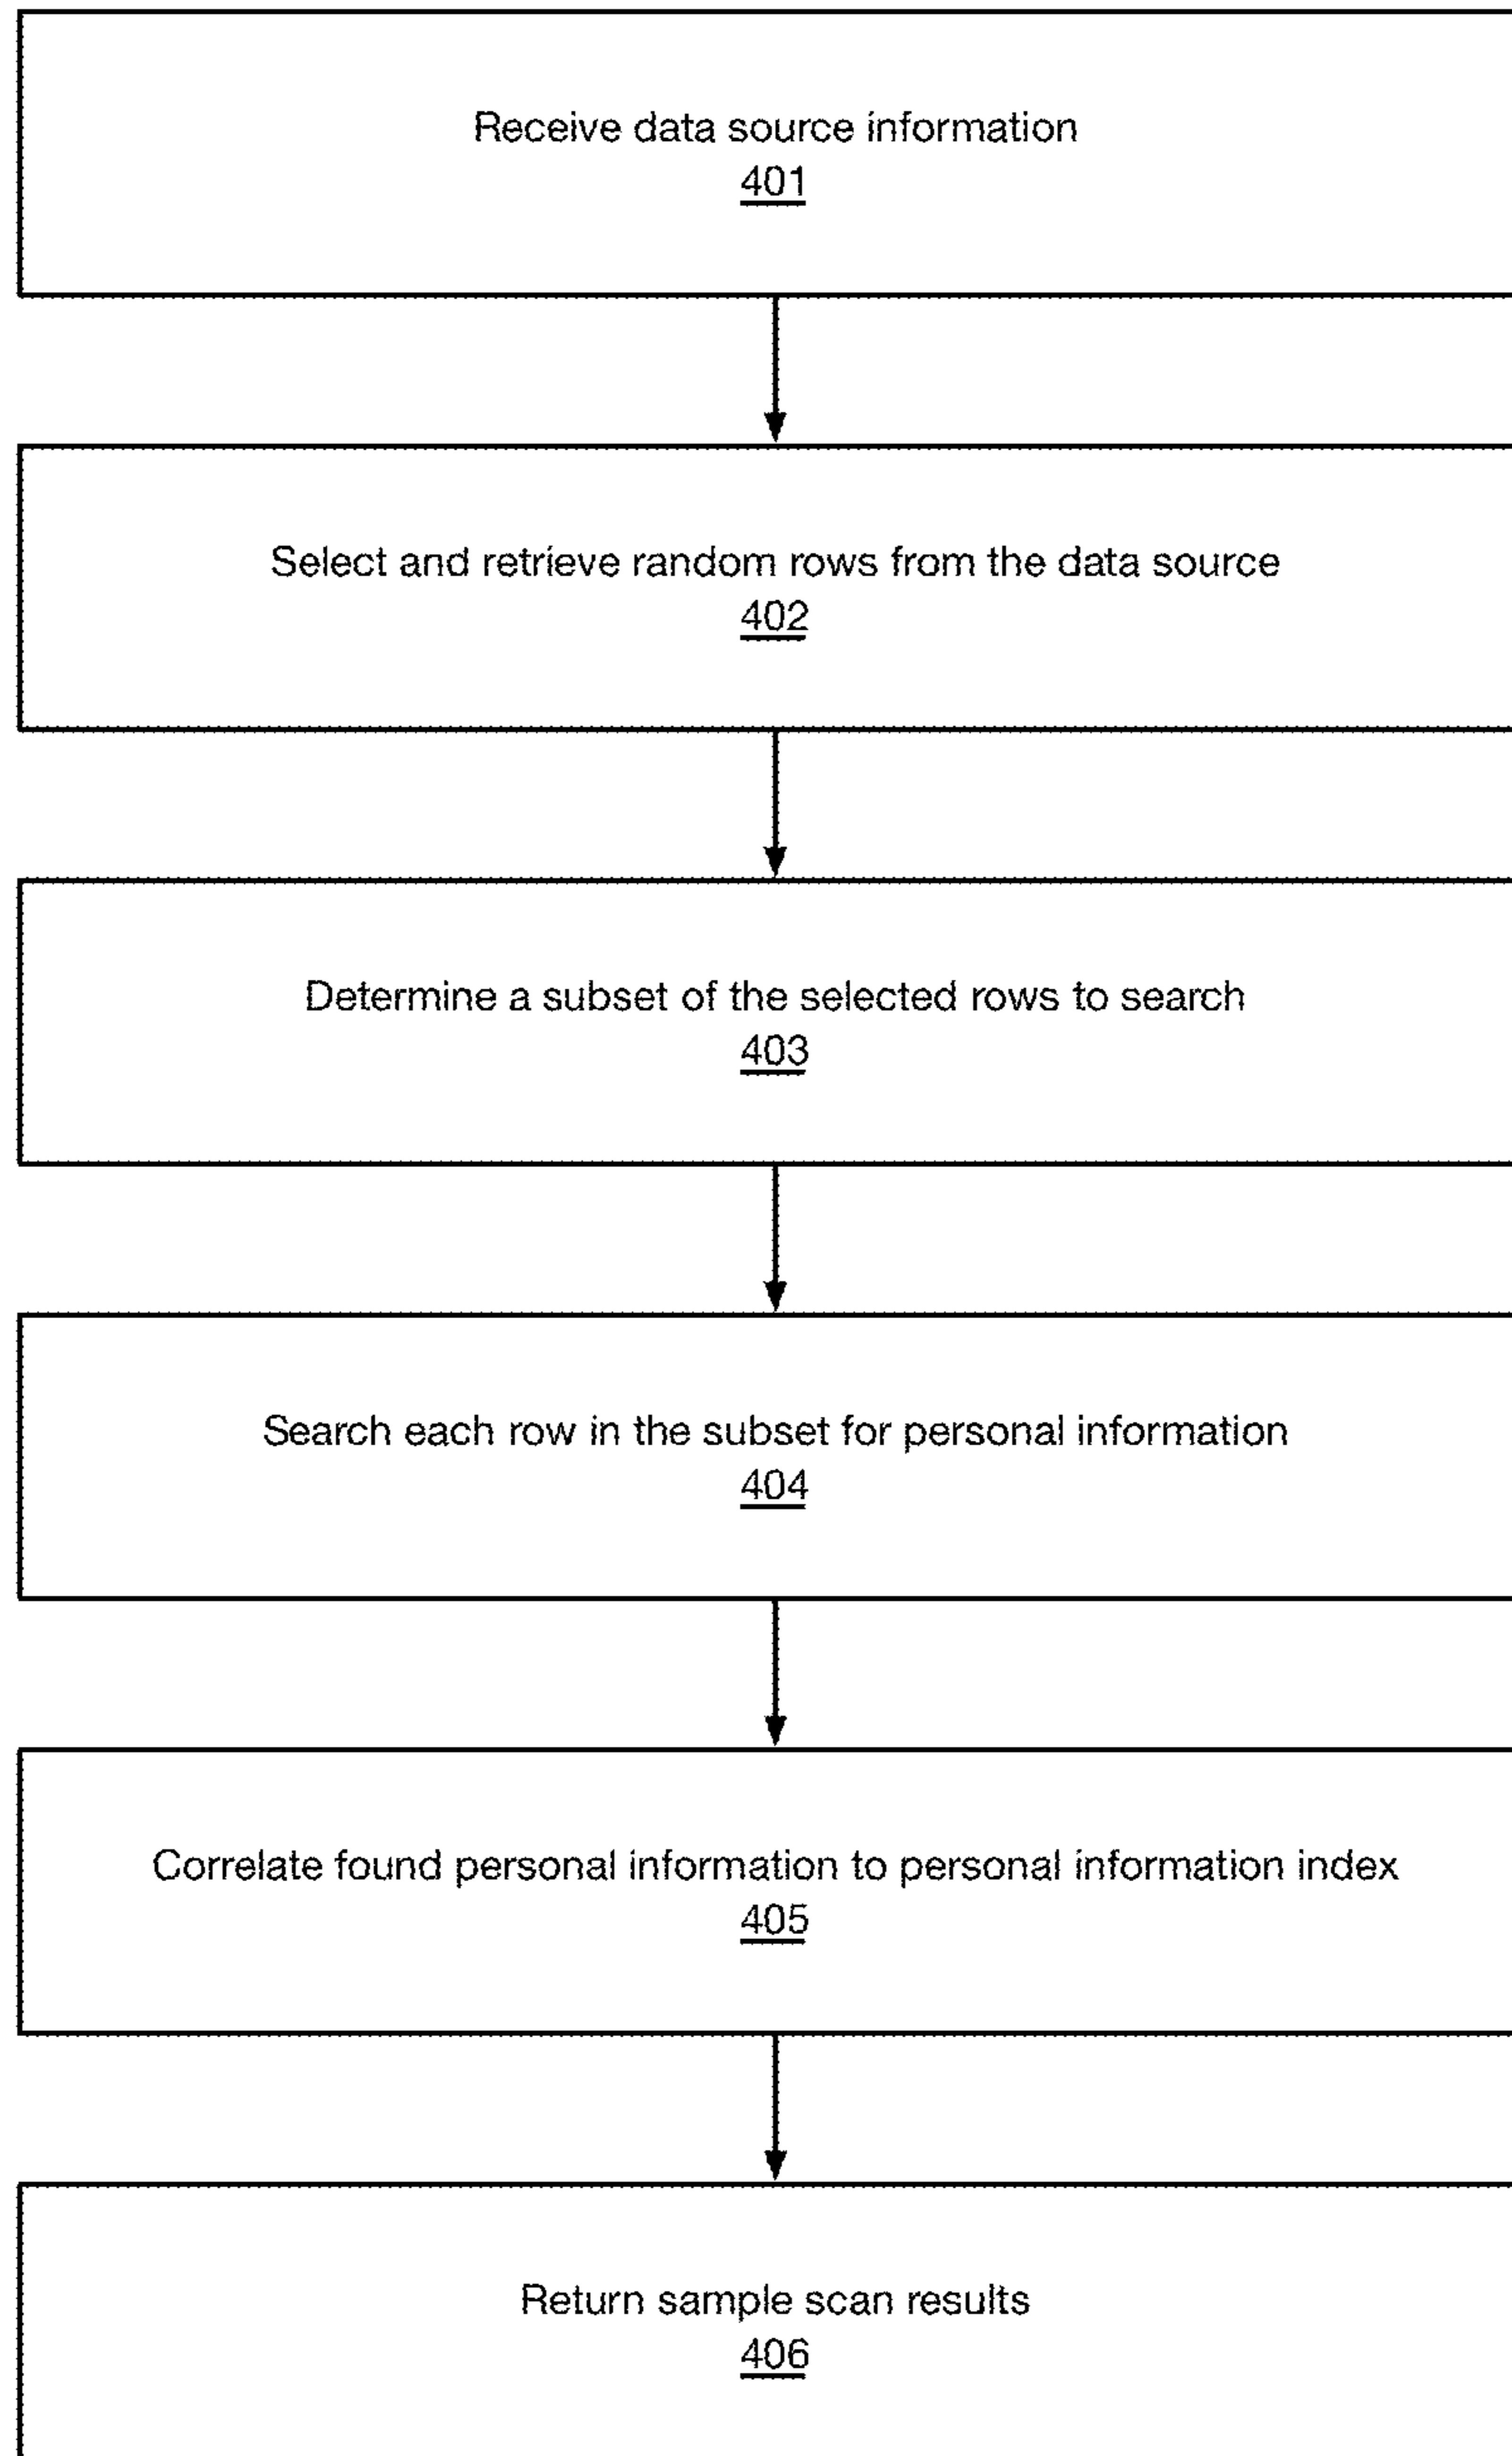 Receive data source information
401
Select and retrieve random rows from the data source
402
Determine a subset of the selected rows to search
403
Search each row in the subset for personal information
404
Correlate found personal information to personal information index
405
Return sample scan results
406